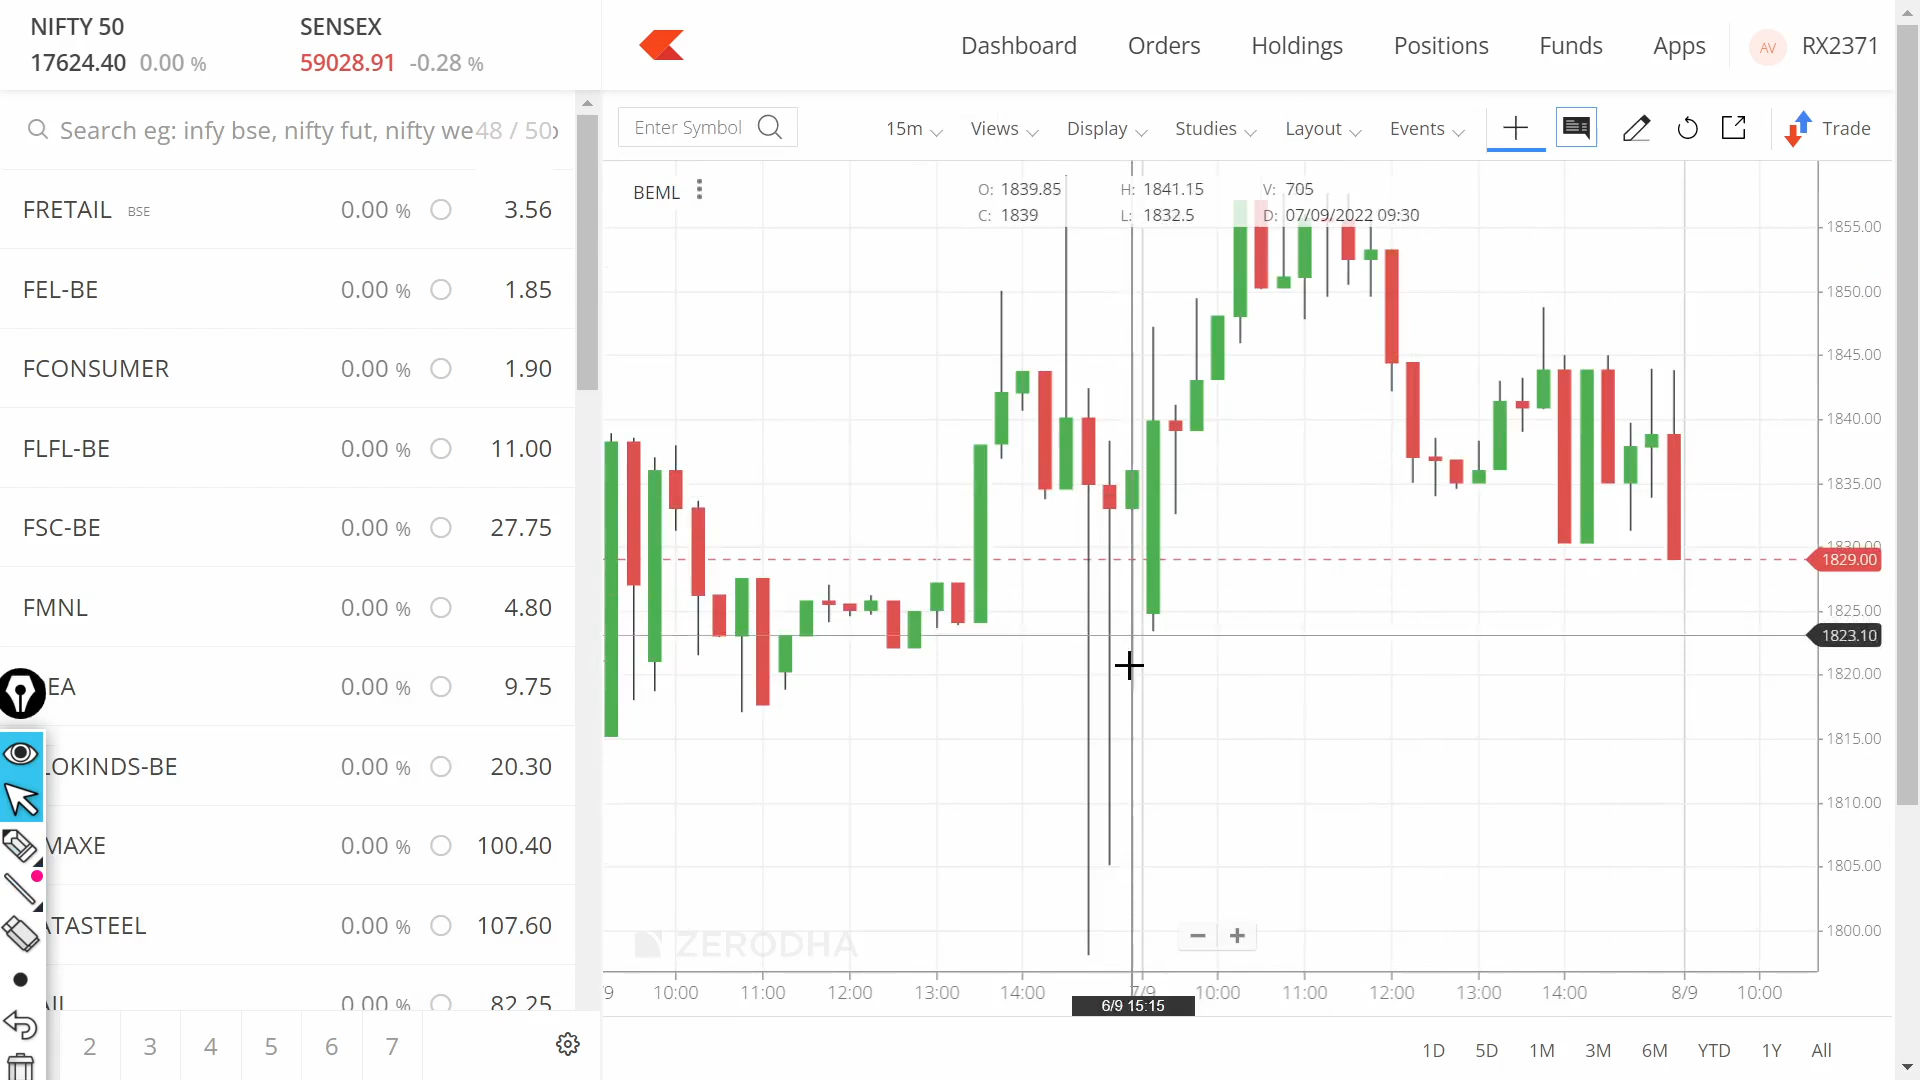 NIFTY 50
17624.40 0.00 %
SENSEX
59028.91 -0.28 %
Dashboard Orders Holdings Positions Funds Apps AV RX2371
Search eg: infy bse, nifty fut, nifty we 48 / 50
FRETAIL BSE 0.00 % 3.56
FEL-BE 0.00 % 1.85
FCONSUMER 0.00 % 1.90
FLFL-BE 0.00 % 11.00
FSC-BE 0.00 % 27.75
FMNL 0.00 % 4.80
EA 0.00 % 9.75
LOKINDS-BE 0.00 % 20.30
MAXE 0.00 % 100.40
ATASTEEL 0.00 % 107.60
0.00 % 82.25
2 3 4 5 6 7
Enter Symbol 15m Views Display Studies Layout Events Trade
BEML
O: 1839.85 H: 1841.15 V: 705
C: 1839 L: 1832.5 D: 07/09/2022 09:30
1855.00
1850.00
1845.00
1840.00
1835.00
1830.00
1829.00
1825.00
1823.10
1820.00
1815.00
1810.00
1805.00
1800.00
ZERODHA
− +
9 10:00 11:00 12:00 13:00 14:00 7/9 10:00 11:00 12:00 13:00 14:00 8/9 10:00
6/9 15:15
1D 5D 1M 3M 6M YTD 1Y All